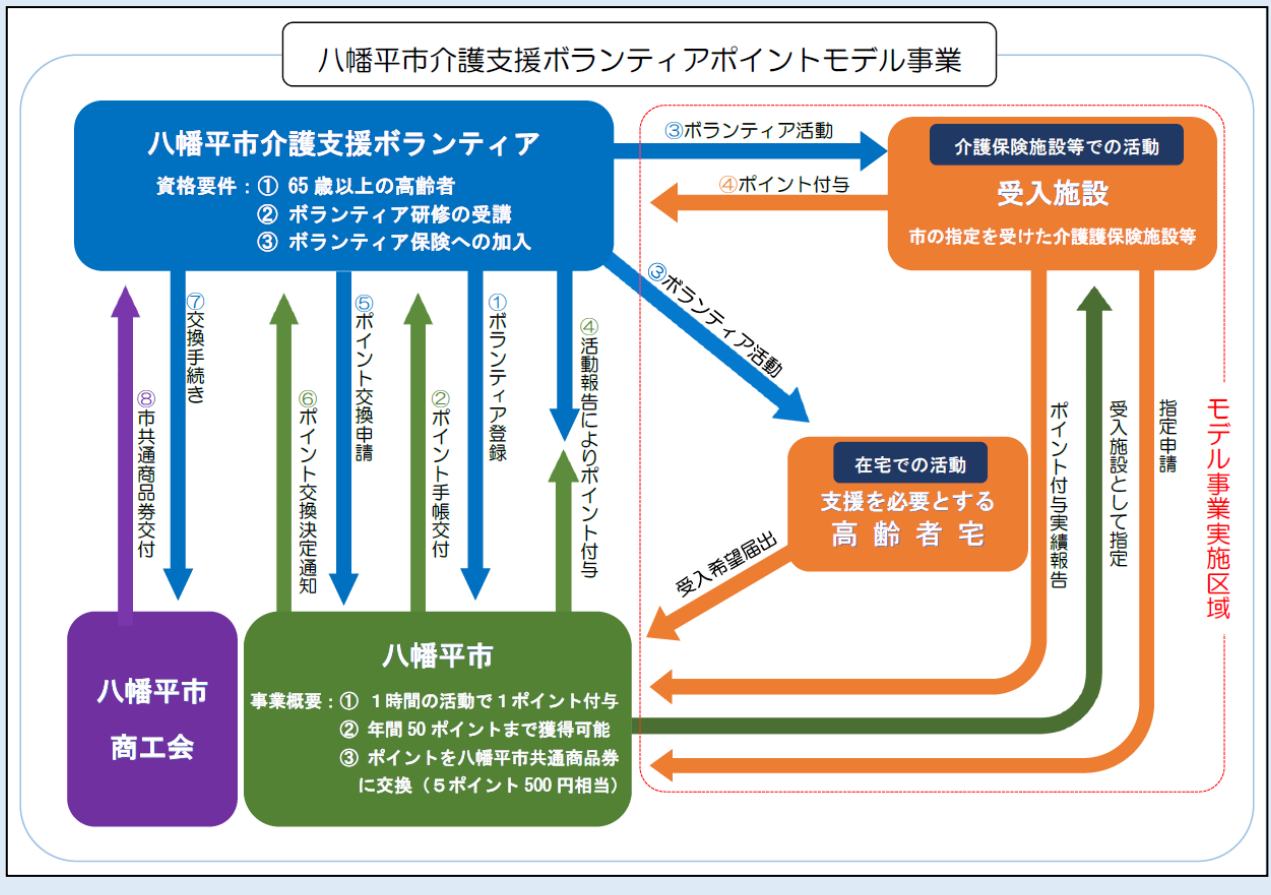 八幡平市介護支援ボランティアポイントモデル事業
八幡平市介護支援ボランティア
資格要件：① 65歳以上の高齢者
② ボランティア研修の受講
③ ボランティア保険への加入
③ボランティア活動
④ポイント付与
介護保険施設等での活動
受入施設
市の指定を受けた介護護保険施設等
③ボランティア活動
⑦交換手続き
⑧市共通商品券交付
⑥ポイント交換決定通知
⑤ポイント交換申請
②ポイント手帳交付
①ボランティア登録
④活動報告によりポイント付与
在宅での活動
支援を必要とする
高齢者宅
受入希望届出
ポイント付与実績報告
受入施設として指定
指定申請
モデル事業実施区域
八幡平市
商工会
八幡平市
事業概要：① １時間の活動で１ポイント付与
② 年間50ポイントまで獲得可能
③ ポイントを八幡平市共通商品券
に交換（５ポイント500円相当）